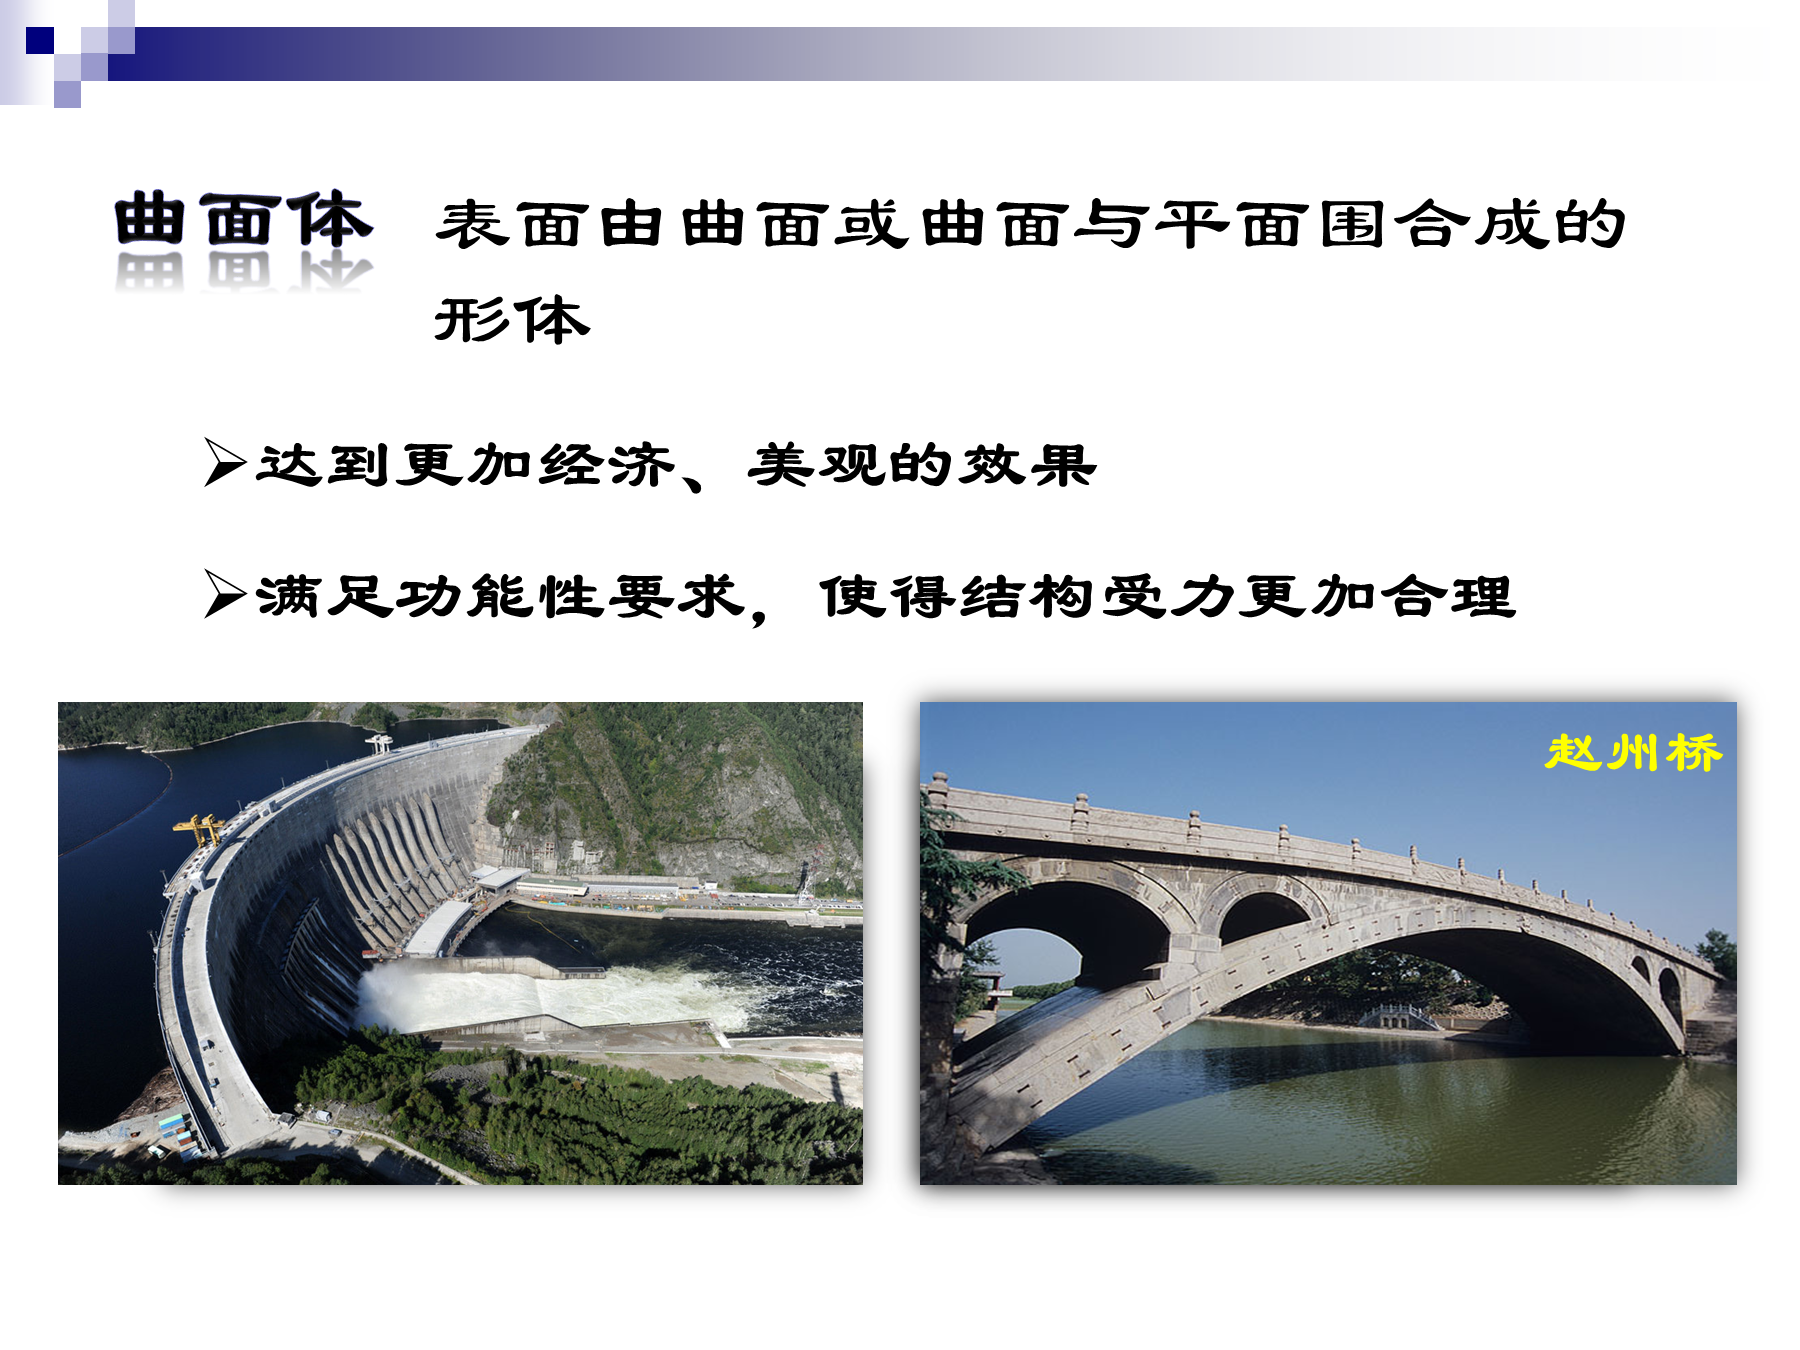 曲面体
表面由曲面或曲面与平面围合成的
形体
达到更加经济、美观的效果
满足功能性要求，使得结构受力更加合理
赵州桥